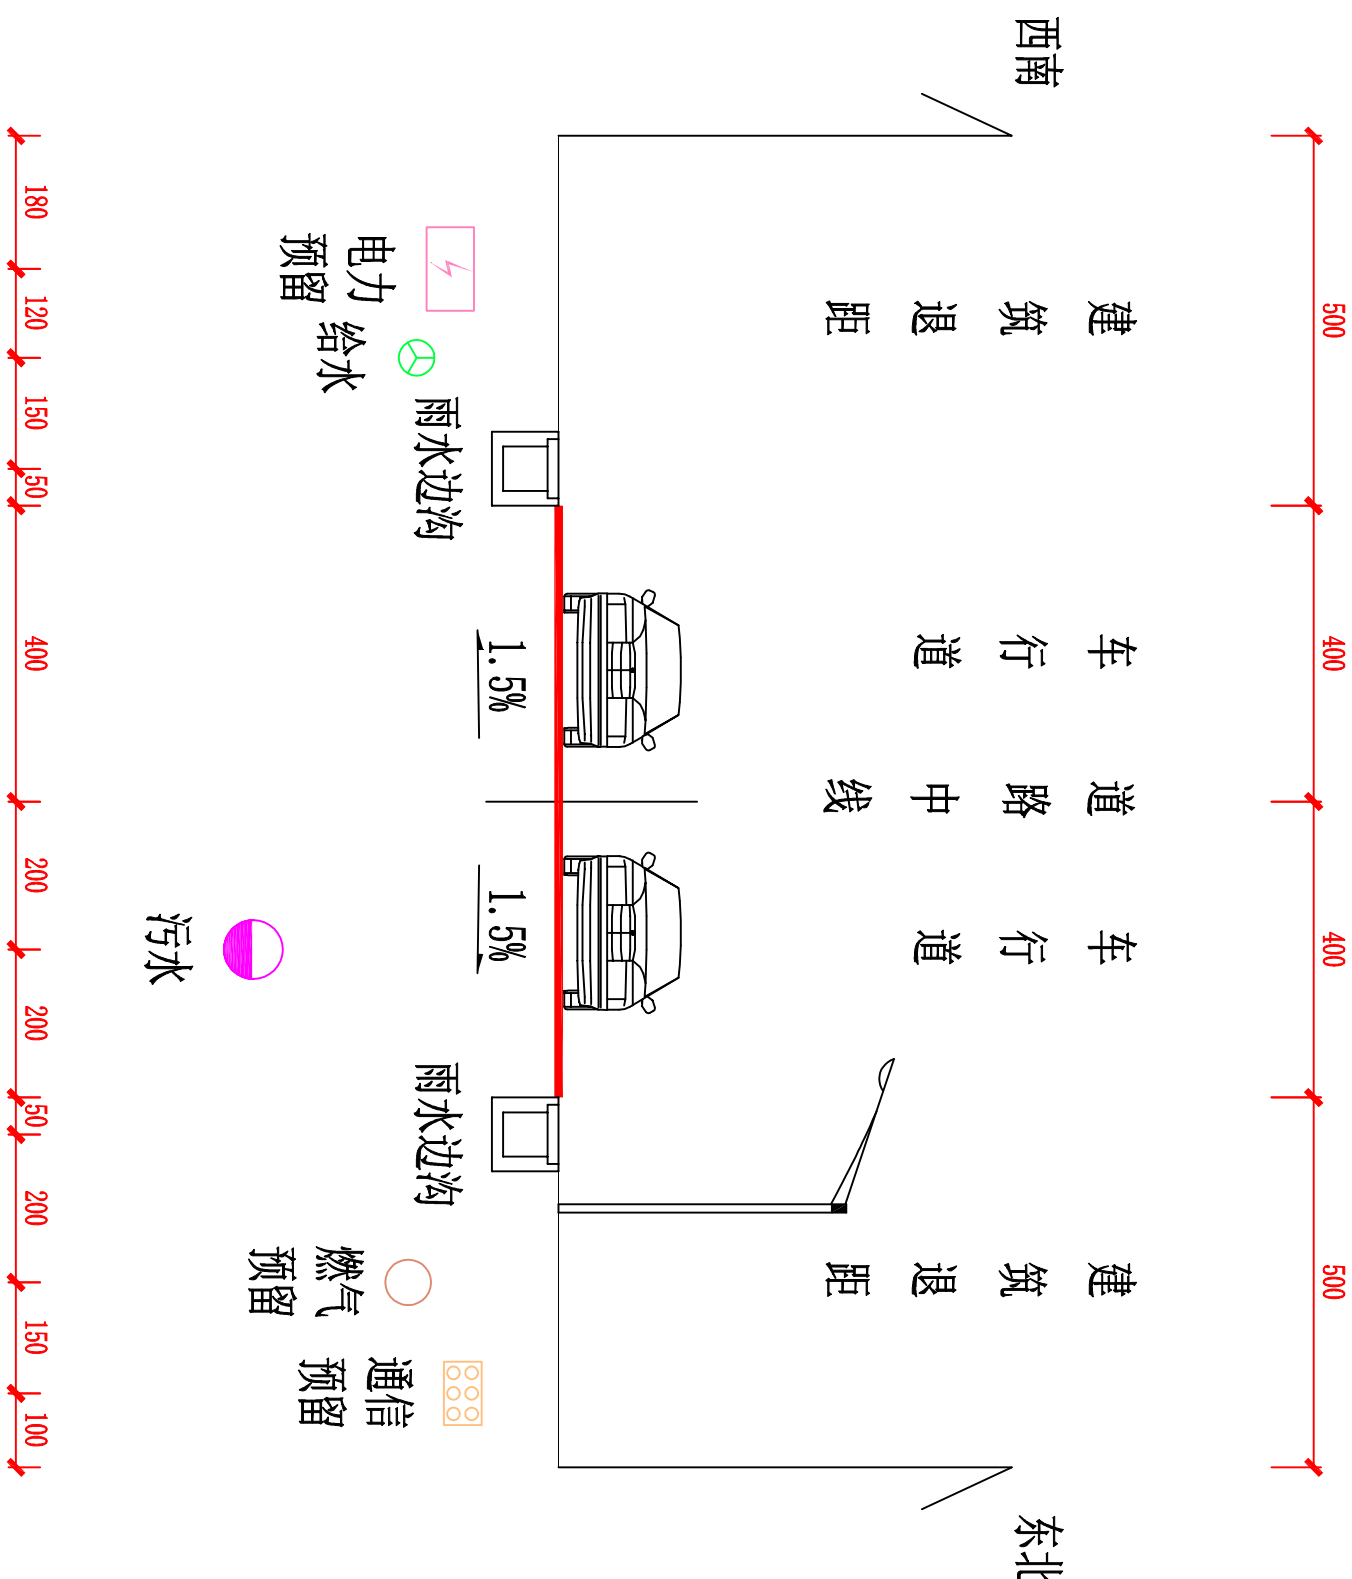 西南
东北
500
400
400
500
建筑退距
车行道
道路中线
车行道
建筑退距
1.5%
1.5%
雨水边沟
雨水边沟
电力
预留
给水
污水
燃气
预留
通信
预留
180
120
150
50
400
200
200
50
200
150
100